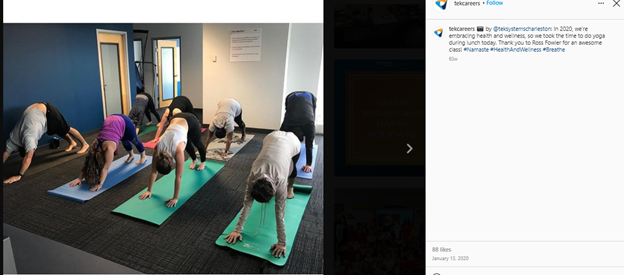 tekcareers • Follow
tekcareers 📷 by @teksystemscharleston: In 2020, we're
embracing health and wellness, so we took the time to do yoga
during lunch today. Thank you to Ross Fowler for an awesome
class! #Namaste #HealthAndWellness #Breathe
88 likes
January 13, 2020